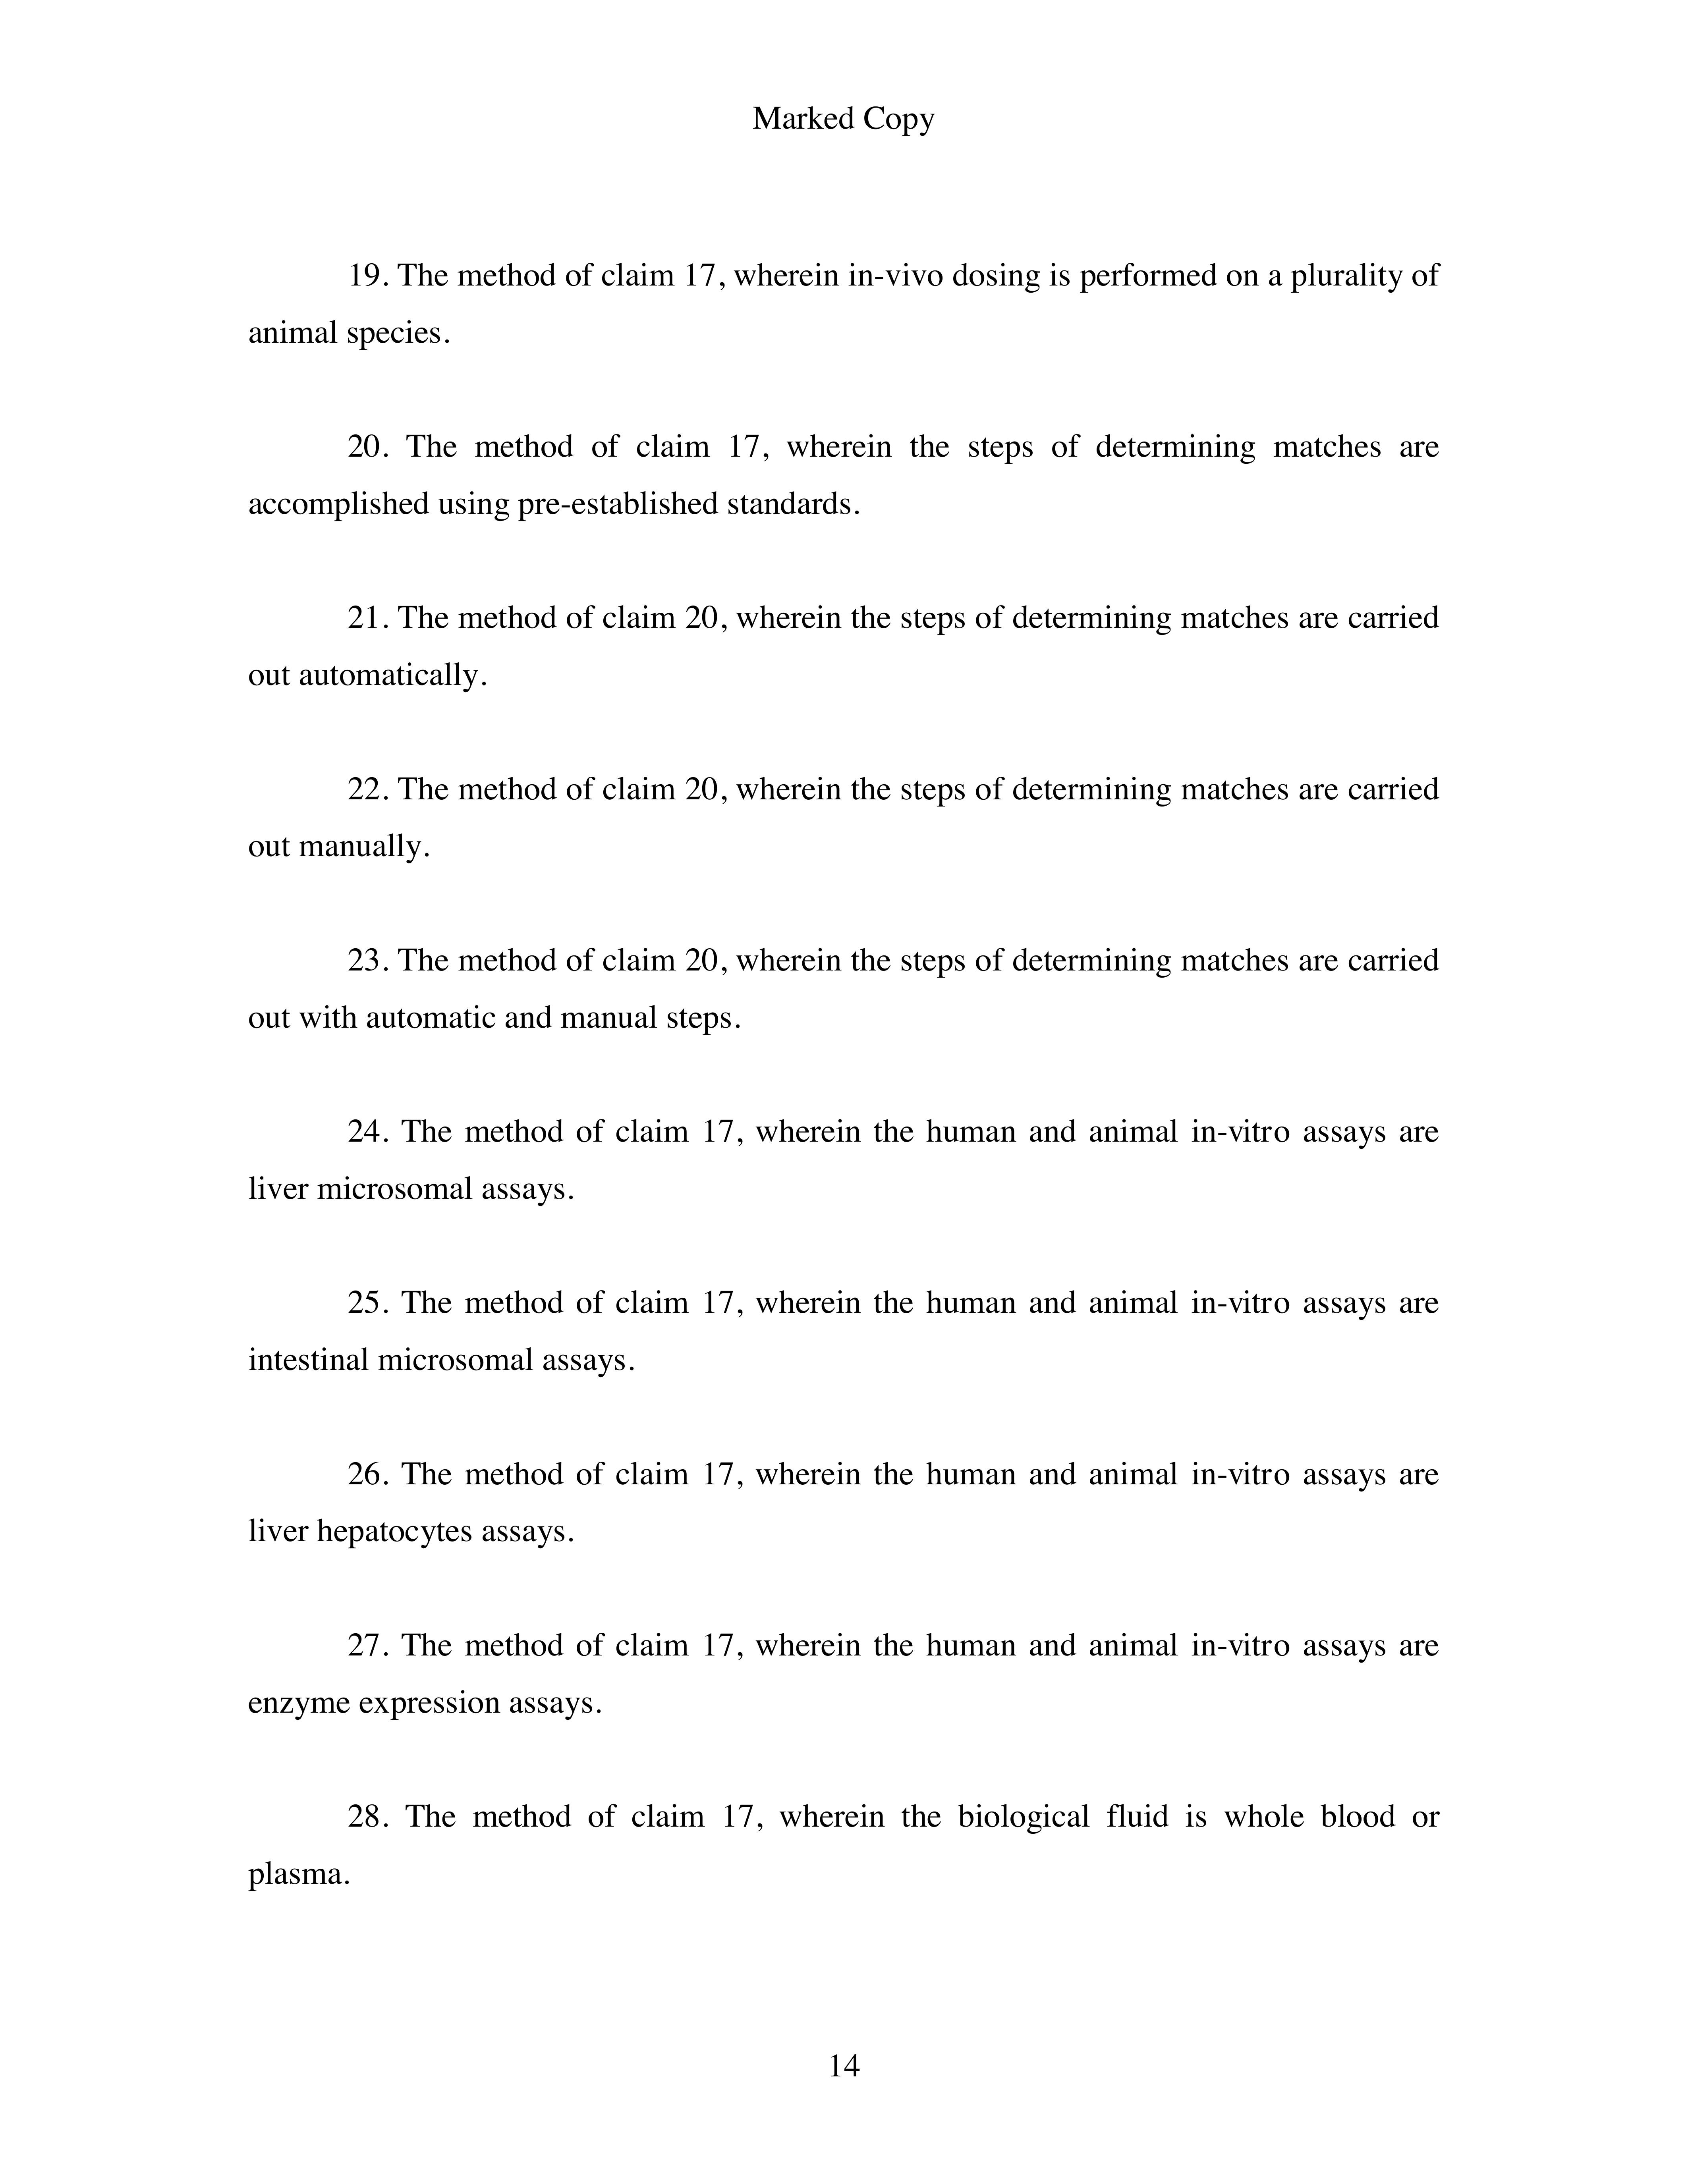 Marked Copy
19. The method of claim 17, wherein in-vivo dosing is performed on a plurality of
animal species.
20. The method of claim 17, wherein the steps of determining matches are
accomplished using pre-established standards.
21. The method of claim 20, wherein the steps of determining matches are carried
out automatically.
22. The method of claim 20, wherein the steps of determining matches are carried
out manually.
23. The method of claim 20, wherein the steps of determining matches are carried
out with automatic and manual steps.
24. The method of claim 17, wherein the human and animal in-vitro assays are
liver microsomal assays.
25. The method of claim 17, wherein the human and animal in-vitro assays are
intestinal microsomal assays.
26. The method of claim 17, wherein the human and animal in-vitro assays are
liver hepatocytes assays.
27. The method of claim 17, wherein the human and animal in-vitro assays are
enzyme expression assays.
28. The method of claim 17, wherein the biological fluid is whole blood or
plasma.
14